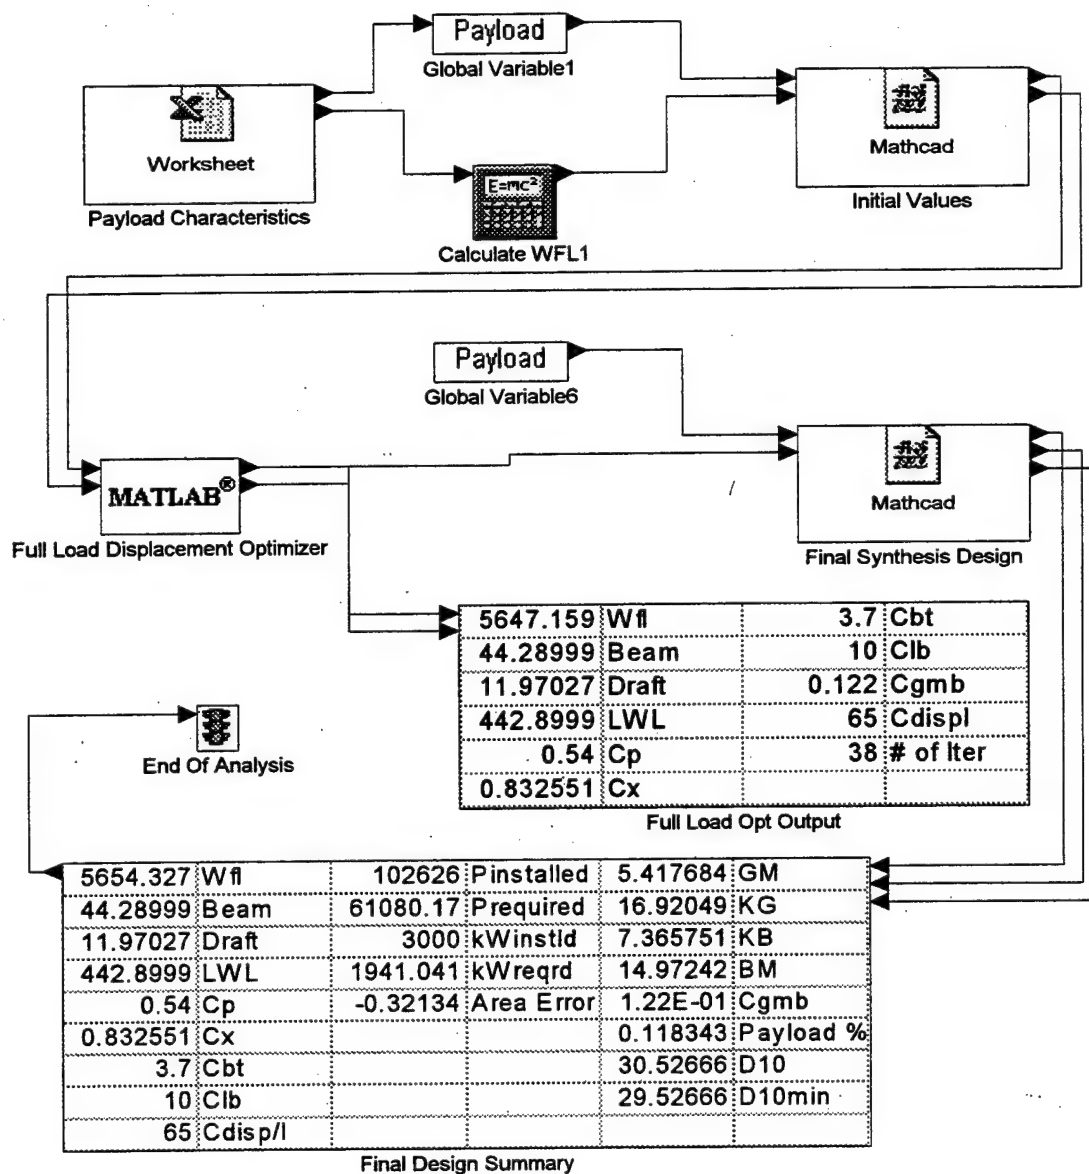 Payload
Global Variable1
Worksheet
Payload Characteristics
E=mc²
Calculate WFL1
Mathcad
Initial Values
Payload
Global Variable6
MATLAB®
Full Load Displacement Optimizer
Mathcad
Final Synthesis Design
5647.159 Wfl 3.7 Cbt
44.28999 Beam 10 Clb
11.97027 Draft 0.122 Cgmb
442.8999 LWL 65 Cdispl
0.54 Cp 38 # of Iter
0.832551 Cx
Full Load Opt Output
End Of Analysis
5654.327 Wfl 102626 Pinstalled 5.417684 GM
44.28999 Beam 61080.17 Prequired 16.92049 KG
11.97027 Draft 3000 kWinstld 7.365751 KB
442.8999 LWL 1941.041 kWreqrd 14.97242 BM
0.54 Cp -0.32134 Area Error 1.22E-01 Cgmb
0.832551 Cx 0.118343 Payload %
3.7 Cbt 30.52666 D10
10 Clb 29.52666 D10min
65 Cdisp/l
Final Design Summary